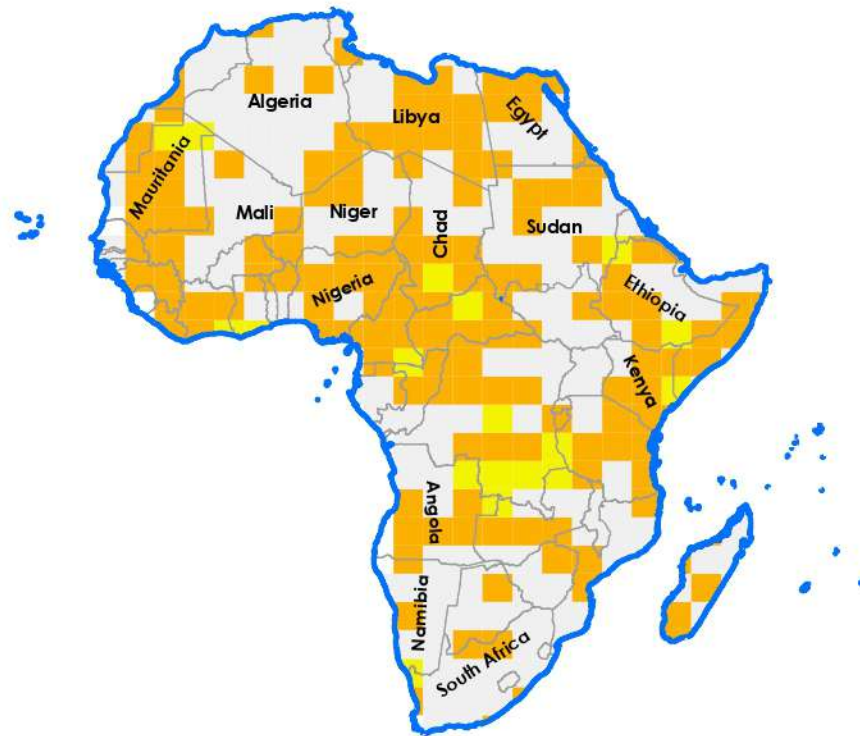 Algeria
Libya
Egypt
Mauritania
Mali
Niger
Chad
Sudan
Nigeria
Ethiopia
Kenya
Angola
Namibia
South Africa